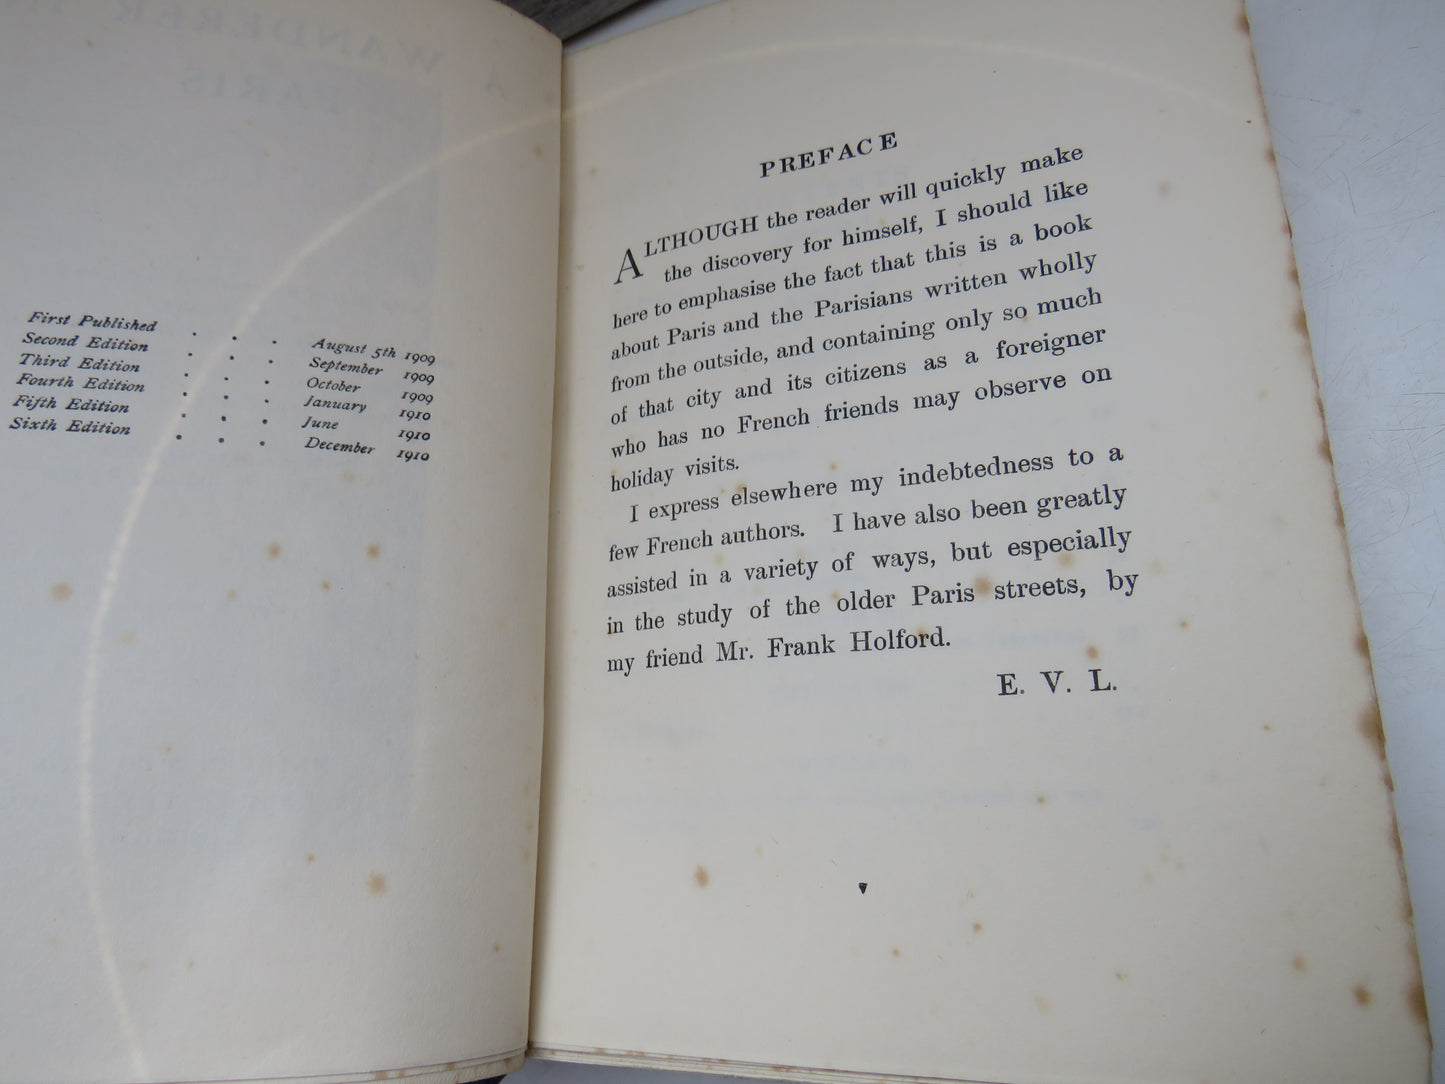 First Published . . . August 5th 1909
Second Edition . . . September 1909
Third Edition . . . October 1909
Fourth Edition . . . January 1910
Fifth Edition . . . June 1910
Sixth Edition . . . December 1910
PREFACE
ALTHOUGH the reader will quickly make
the discovery for himself, I should like
here to emphasise the fact that this is a book
about Paris and the Parisians written wholly
from the outside, and containing only so much
of that city and its citizens as a foreigner
who has no French friends may observe on
holiday visits.
I express elsewhere my indebtedness to a
few French authors. I have also been greatly
assisted in a variety of ways, but especially
in the study of the older Paris streets, by
my friend Mr. Frank Holford.
E. V. L.